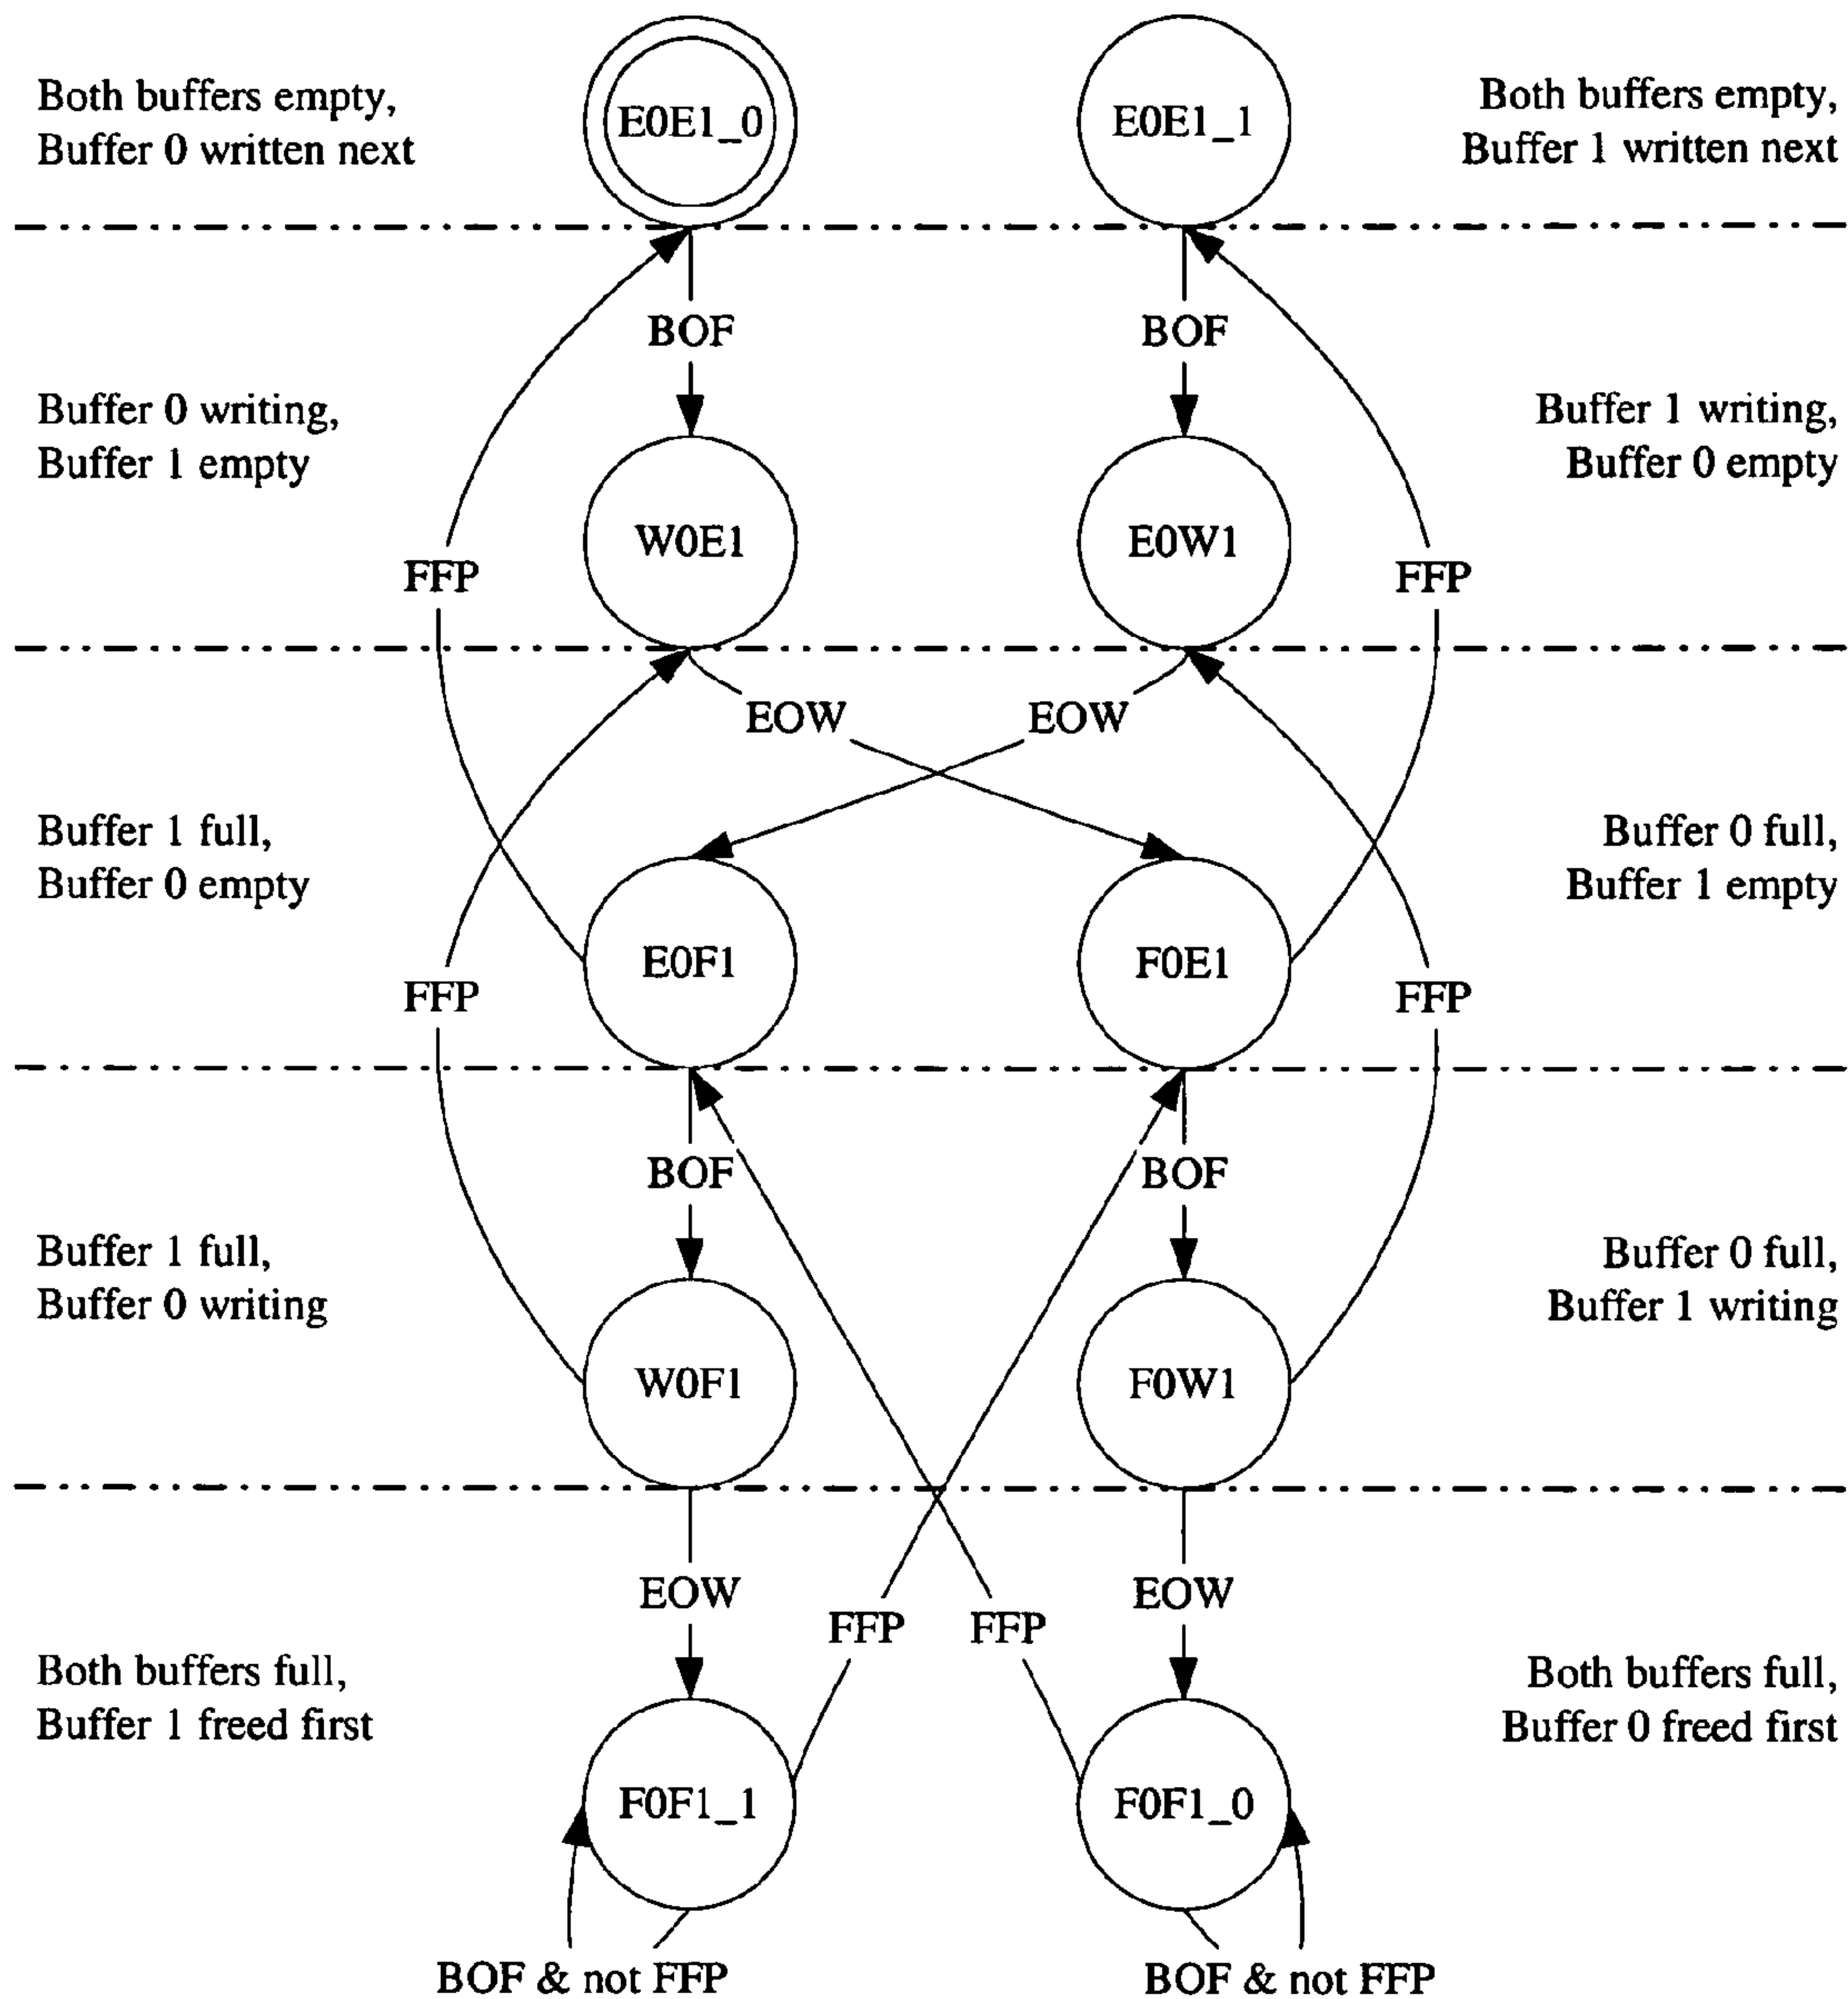 Both buffers empty,
Buffer 0 written next
E0E1_0
E0E1_1
Both buffers empty,
Buffer 1 written next
BOF
BOF
Buffer 0 writing,
Buffer 1 empty
W0E1
E0W1
Buffer 1 writing,
Buffer 0 empty
FFP
FFP
EOW
EOW
Buffer 1 full,
Buffer 0 empty
E0F1
F0E1
Buffer 0 full,
Buffer 1 empty
FFP
FFP
BOF
BOF
Buffer 1 full,
Buffer 0 writing
W0F1
F0W1
Buffer 0 full,
Buffer 1 writing
EOW
FFP
FFP
EOW
Both buffers full,
Buffer 1 freed first
F0F1_1
F0F1_0
Both buffers full,
Buffer 0 freed first
BOF & not FFP
BOF & not FFP